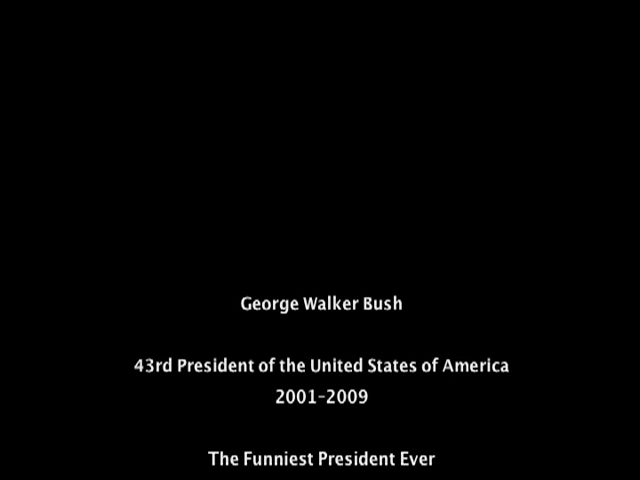 George Walker Bush
43rd President of the United States of America
2001-2009
The Funniest President Ever